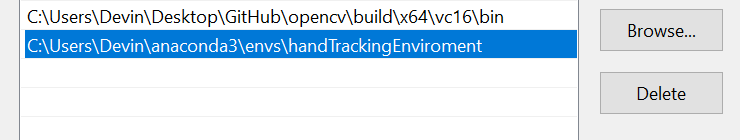 C:\Users\Devin\Desktop\GitHub\opencv\build\x64\vc16\bin
Browse...
C:\Users\Devin\anaconda3\envs\handTrackingEnviroment
Delete